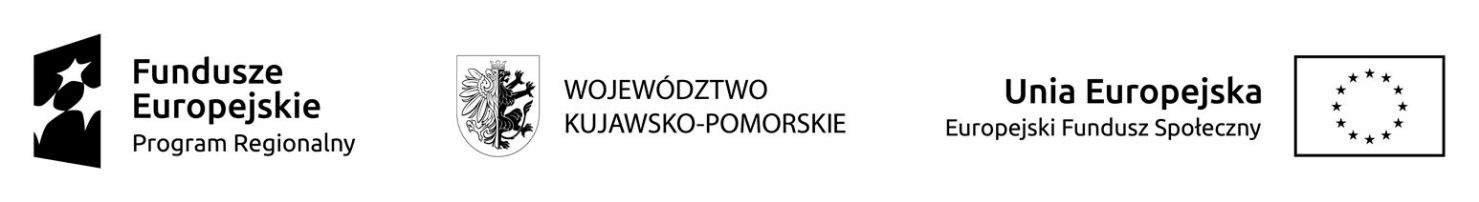 Fundusze
Europejskie
Program Regionalny
WOJEWÓDZTWO
KUJAWSKO-POMORSKIE
Unia Europejska
Europejski Fundusz Społeczny